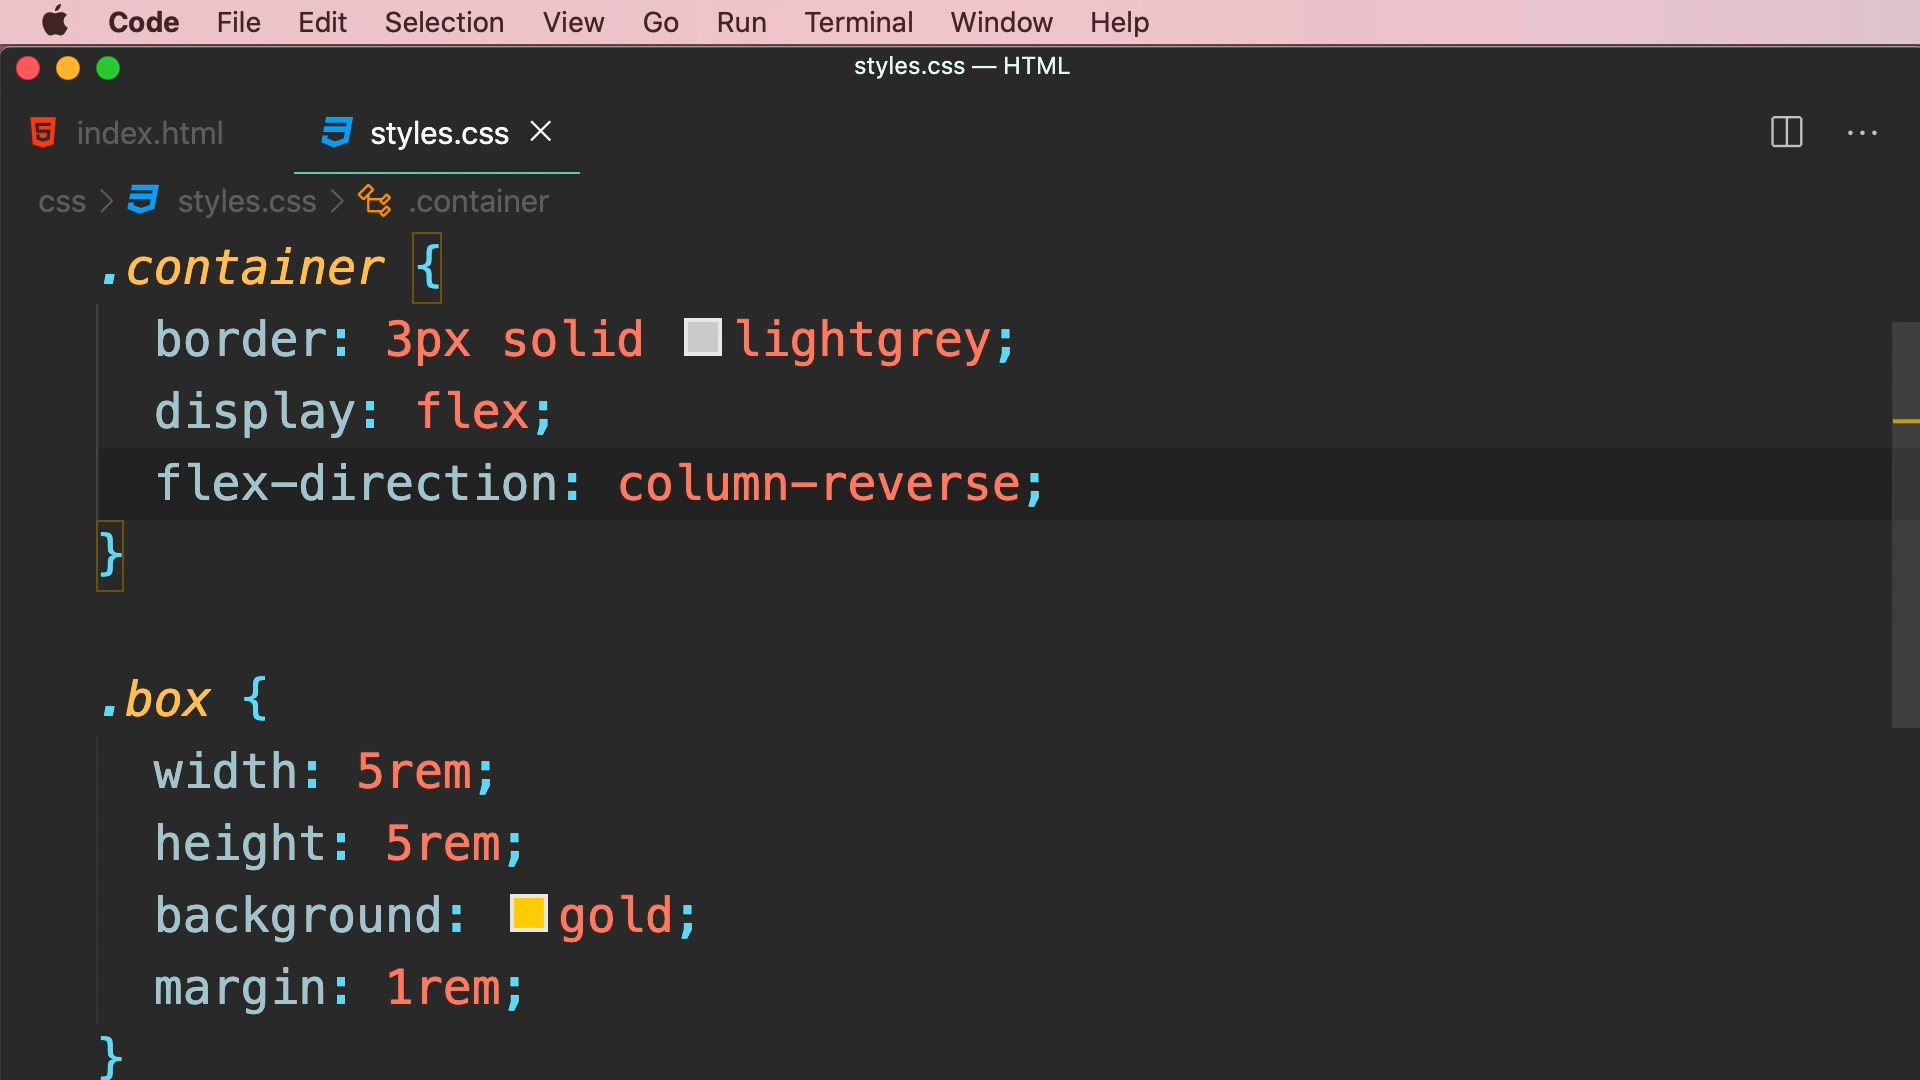 Code File Edit Selection View Go Run Terminal Window Help
styles.css — HTML
index.html styles.css
css > styles.css > .container
.container {
border: 3px solid lightgrey;
display: flex;
flex-direction: column-reverse;
}
.box {
width: 5rem;
height: 5rem;
background: gold;
margin: 1rem;
}